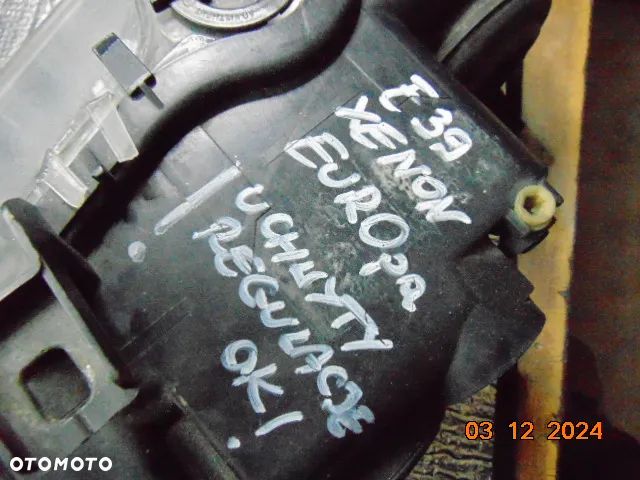 E39
XENON
EUROPA
UCHWYTY
REGULACJE
OK!
!
03 12 2024
OTOMOTO